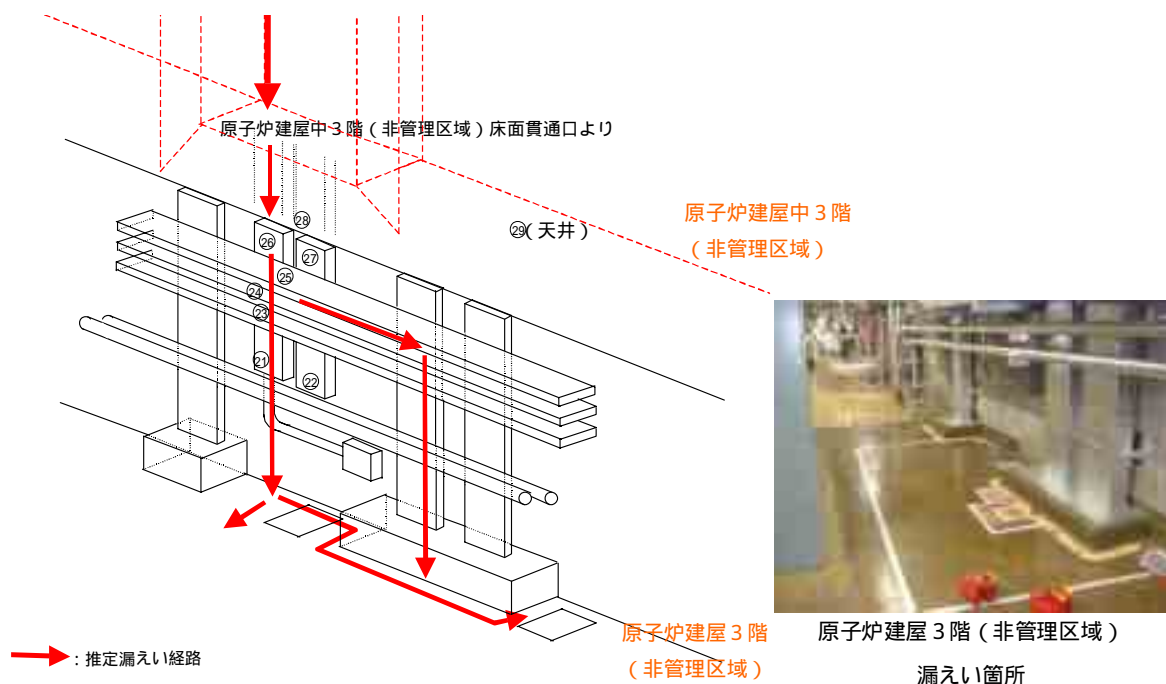 原子炉建屋中３階（非管理区域）床面貫通口より
㉘
㉙(天井）
原子炉建屋中３階
（非管理区域）
㉖
㉗
㉕
㉔
㉓
㉑
㉒
原子炉建屋３階
（非管理区域）
原子炉建屋３階（非管理区域）
漏えい箇所
：推定漏えい経路